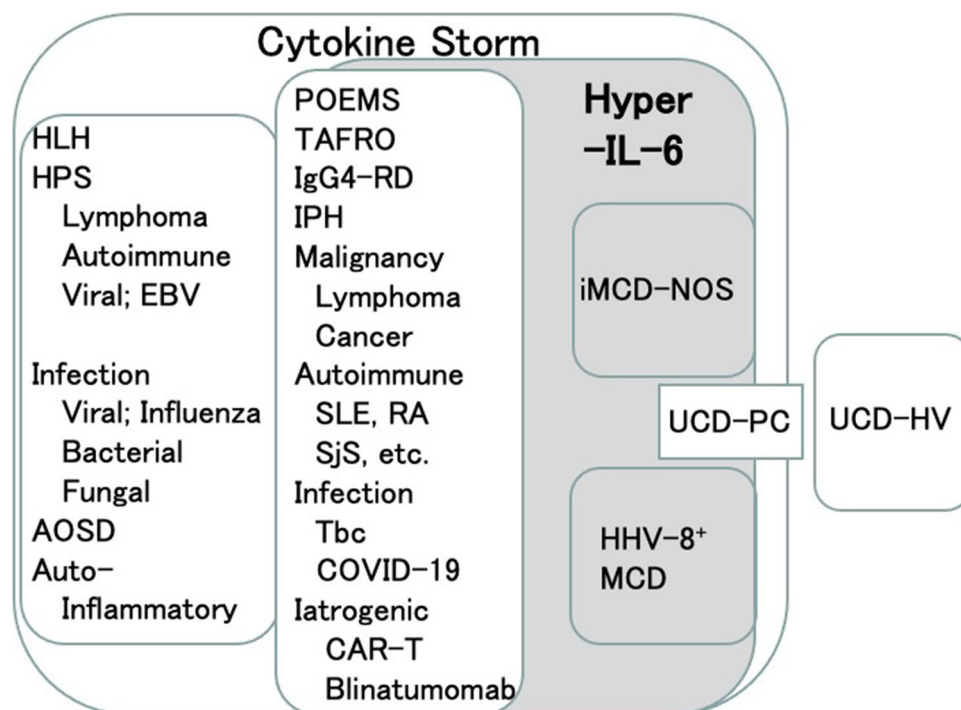 Cytokine Storm
HLH
HPS
Lymphoma
Autoimmune
Viral; EBV
Infection
Viral; Influenza
Bacterial
Fungal
AOSD
Auto-
Inflammatory
POEMS
TAFRO
IgG4-RD
IPH
Malignancy
Lymphoma
Cancer
Autoimmune
SLE, RA
SjS, etc.
Infection
Tbc
COVID-19
Iatrogenic
CAR-T
Blinatumomab
Hyper
-IL-6
iMCD-NOS
UCD-PC
HHV-8⁺
MCD
UCD-HV